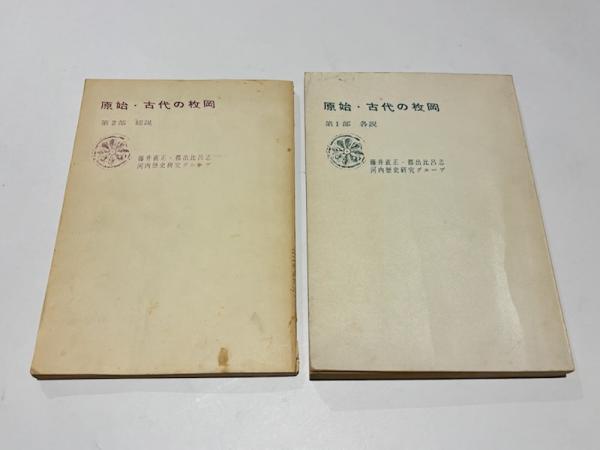 原始・古代の枚岡
第2部 総説
藤井直正・都出比呂志
河内歴史研究グループ
原始・古代の枚岡
第1部 各説
藤井直正・都出比呂志
河内歴史研究グループ